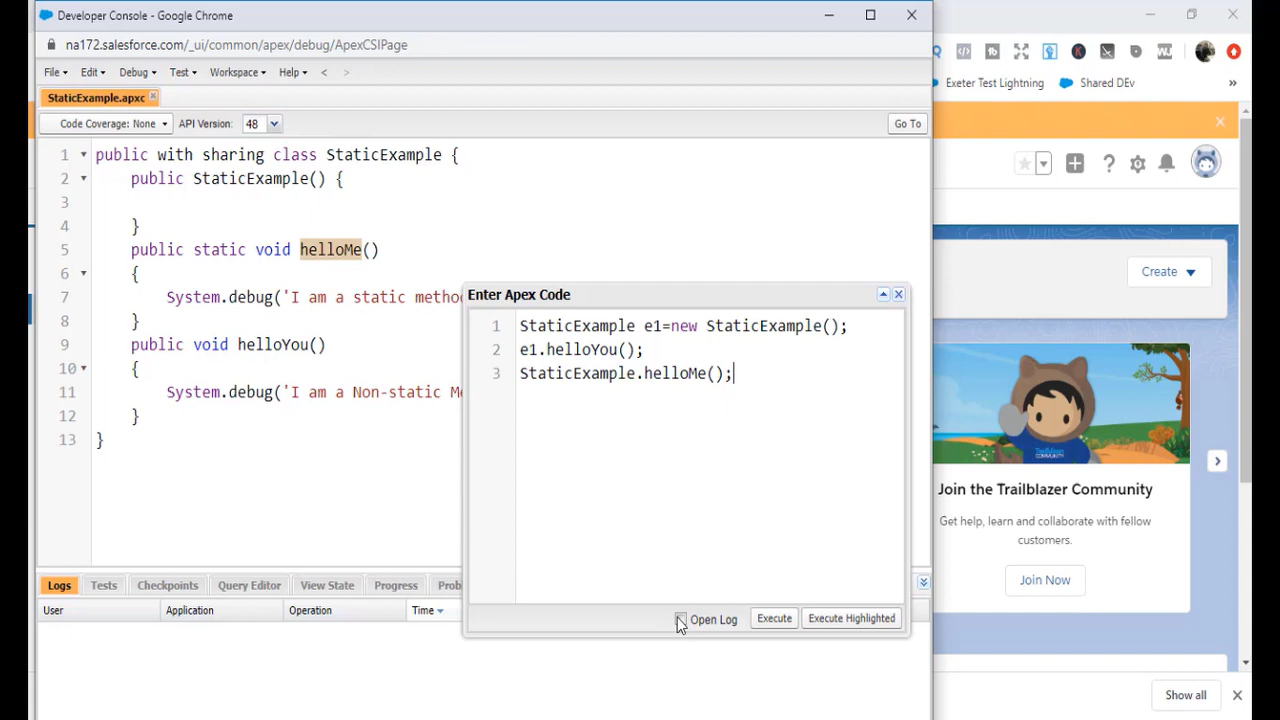 Developer Console - Google Chrome
na172.salesforce.com/_ui/common/apex/debug/ApexCSIPage
File Edit Debug Test Workspace Help < >
StaticExample.apxc
Code Coverage: None API Version: 48 Go To
1 public with sharing class StaticExample {
2 public StaticExample() {
3
4 }
5 public static void helloMe()
6 {
7 System.debug('I am a static method
8 }
9 public void helloYou()
10 {
11 System.debug('I am a Non-static
12 }
13 }
Enter Apex Code
1 StaticExample e1=new StaticExample();
2 e1.helloYou();
3 StaticExample.helloMe();
Open Log Execute Execute Highlighted
Logs Tests Checkpoints Query Editor View State Progress
User Application Operation Time
WJ
Exeter Test Lightning Shared DEv »
Create
TRAILBLAZER COMMUNITY
Join the Trailblazer Community
Get help, learn and collaborate with fellow
customers.
Join Now
Show all